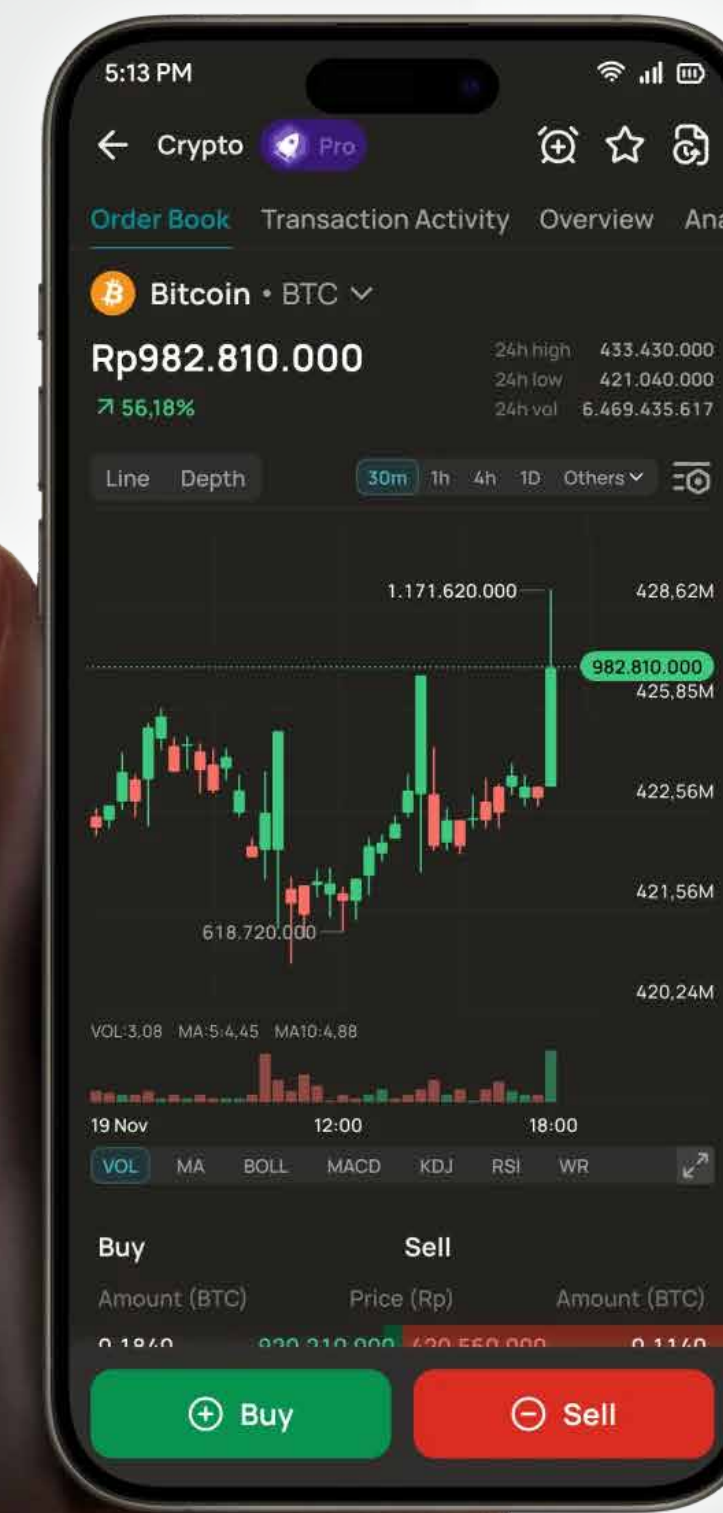 5:13 PM
Crypto Pro
Order Book Transaction Activity Overview Ana
Bitcoin • BTC
Rp982.810.000
56,18%
24h high 433.430.000
24h low 421.040.000
24h vol 6.469.435.617
Line Depth 30m 1h 4h 1D Others
1.171.620.000
428,62M
982.810.000
425,85M
422,56M
421,56M
618.720.000
420,24M
VOL:3,08 MA:5:4,45 MA10:4,88
19 Nov 12:00 18:00
VOL MA BOLL MACD KDJ RSI WR
Buy Sell
Amount (BTC) Price (Rp) Amount (BTC)
Buy Sell